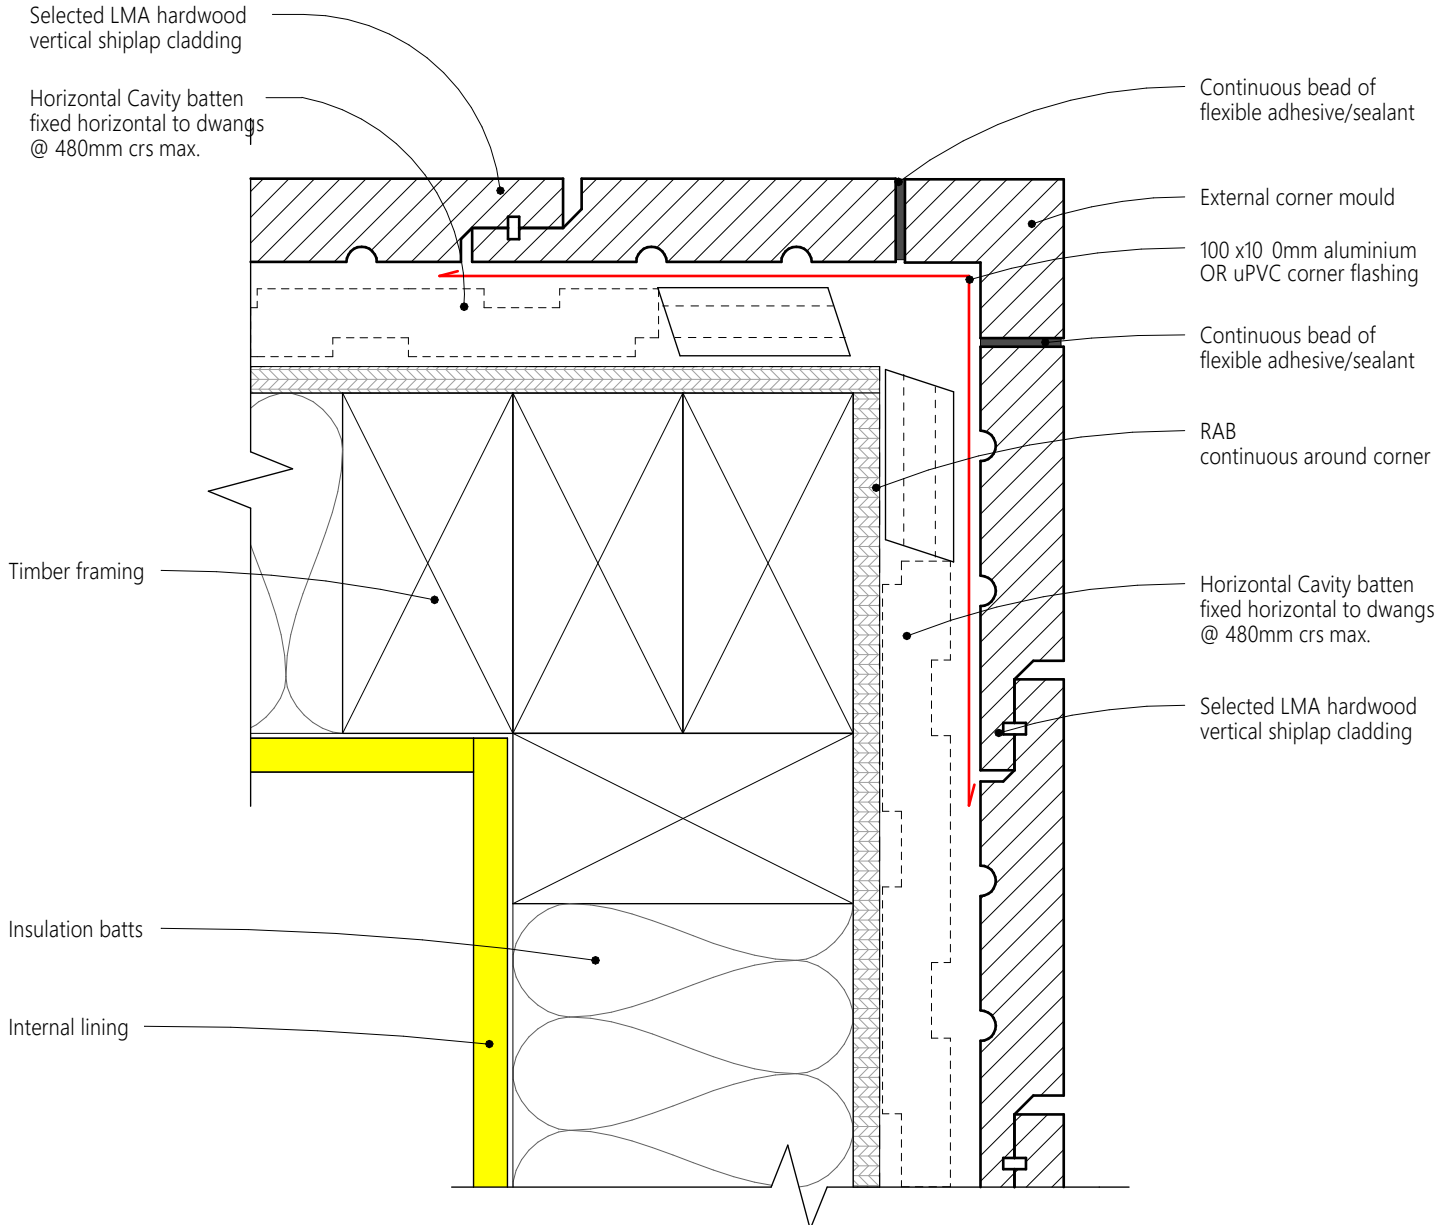 Selected LMA hardwood
vertical shiplap cladding
Horizontal Cavity batten
fixed horizontal to dwangs
@ 480mm crs max.
Timber framing
Insulation batts
Internal lining
Continuous bead of
flexible adhesive/sealant
External corner mould
100 x10 0mm aluminium
OR uPVC corner flashing
Continuous bead of
flexible adhesive/sealant
RAB
continuous around corner
Horizontal Cavity batten
fixed horizontal to dwangs
@ 480mm crs max.
Selected LMA hardwood
vertical shiplap cladding